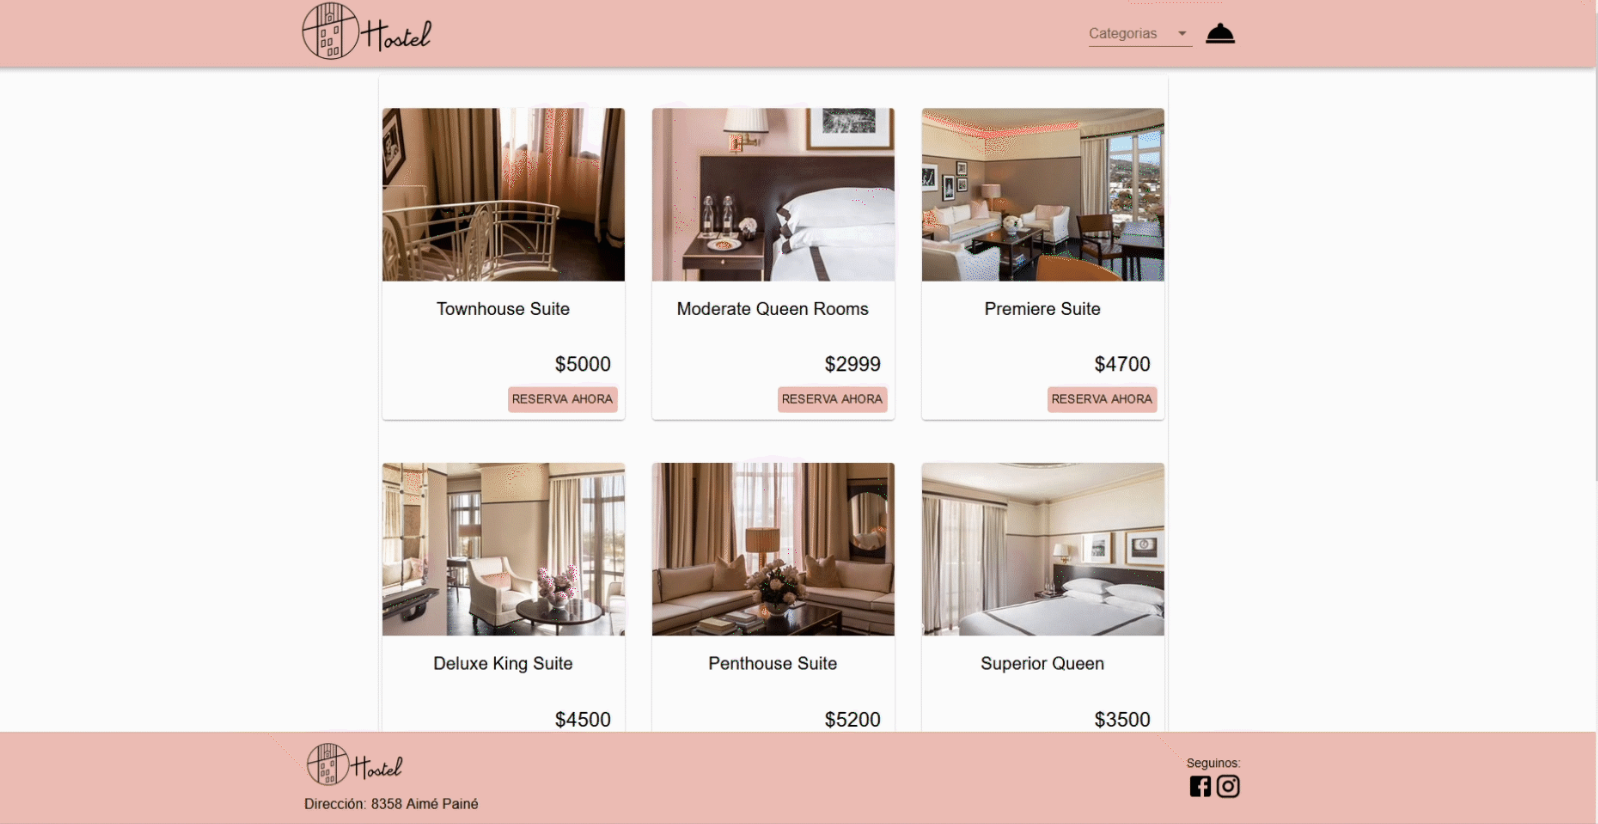 Hostel
Categorias
Townhouse Suite
$5000
RESERVA AHORA
Moderate Queen Rooms
$2999
RESERVA AHORA
Premiere Suite
$4700
RESERVA AHORA
Deluxe King Suite
$4500
Penthouse Suite
$5200
Superior Queen
$3500
Hostel
Dirección: 8358 Aimé Painé
Seguinos: